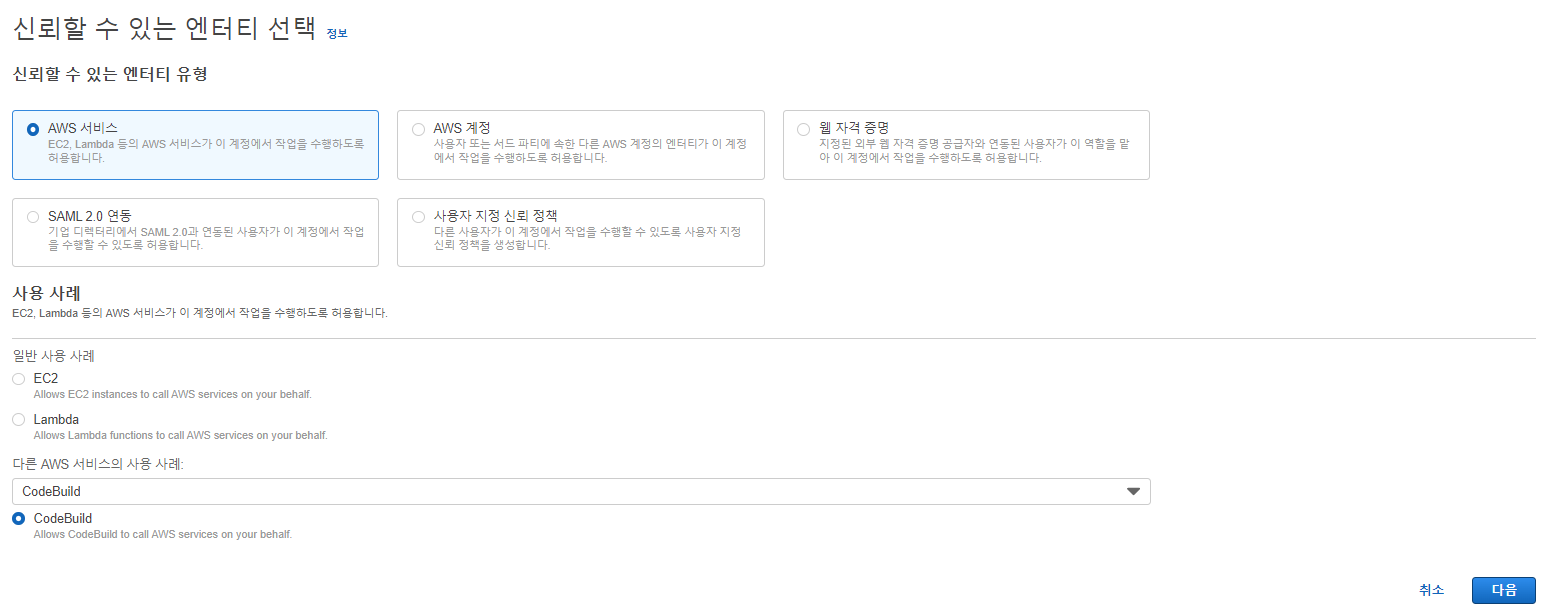 신뢰할 수 있는 엔터티 선택 정보
신뢰할 수 있는 엔터티 유형
AWS 서비스
EC2, Lambda 등의 AWS 서비스가 이 계정에서 작업을 수행하도록
허용합니다.
AWS 계정
사용자 또는 서드 파티에 속한 다른 AWS 계정의 엔터티가 이 계정
에서 작업을 수행하도록 허용합니다.
웹 자격 증명
지정된 외부 웹 자격 증명 공급자와 연동된 사용자가 이 역할을 맡
아 이 계정에서 작업을 수행하도록 허용합니다.
SAML 2.0 연동
기업 디렉터리에서 SAML 2.0과 연동된 사용자가 이 계정에서 작업
을 수행할 수 있도록 허용합니다.
사용자 지정 신뢰 정책
다른 사용자가 이 계정에서 작업을 수행할 수 있도록 사용자 지정
신뢰 정책을 생성합니다.
사용 사례
EC2, Lambda 등의 AWS 서비스가 이 계정에서 작업을 수행하도록 허용합니다.
일반 사용 사례
EC2
Allows EC2 instances to call AWS services on your behalf.
Lambda
Allows Lambda functions to call AWS services on your behalf.
다른 AWS 서비스의 사용 사례:
CodeBuild
CodeBuild
Allows CodeBuild to call AWS services on your behalf.
취소
다음